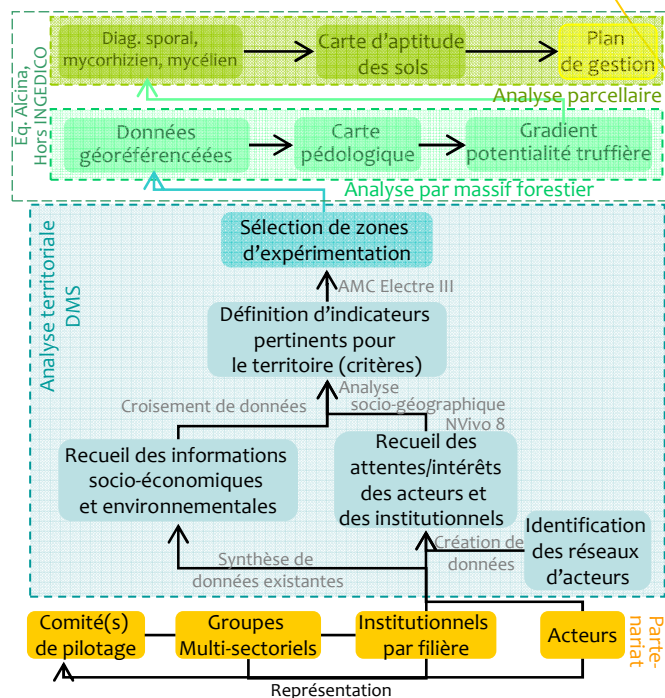 Eq. Alcina,
Hors INGEDICO
Diag. sporal,
mycorhizien, mycélien
Carte d'aptitude
des sols
Plan
de gestion
Analyse parcellaire
Données
géoréférencéées
Carte
pédologique
Gradient
potentialité truffière
Analyse par massif forestier
Analyse territoriale
DMS
Sélection de zones
d'expérimentation
AMC Electre III
Définition d'indicateurs
pertinents pour
le territoire (critères)
Croisement de données
Analyse
socio-géographique
NVivo 8
Recueil des informations
socio-économiques
et environnementales
Recueil des
attentes/intérêts
des acteurs et
des institutionnels
Identification
des réseaux
d'acteurs
Synthèse de
données existantes
Création de
données
Comité(s)
de pilotage
Groupes
Multi-sectoriels
Institutionnels
par filière
Acteurs
Parte-
nariat
Représentation